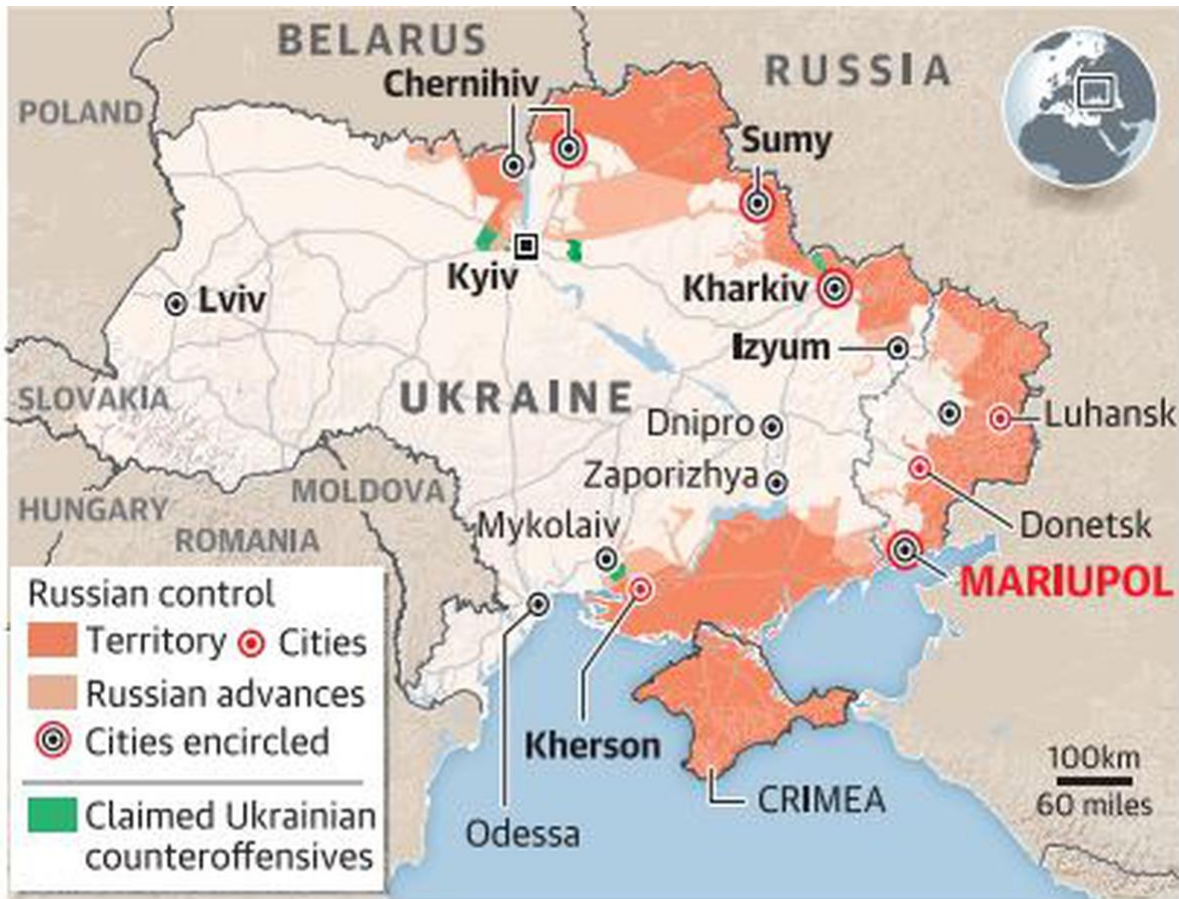 BELARUS
RUSSIA
Chernihiv
POLAND
Sumy
Kyiv
Kharkiv
Lviv
Izyum
UKRAINE
SLOVAKIA
Dnipro
Luhansk
Zaporizhya
MOLDOVA
HUNGARY
Mykolaiv
Donetsk
ROMANIA
MARIUPOL
Kherson
CRIMEA
Odessa
Russian control
Territory
Cities
Russian advances
Cities encircled
Claimed Ukrainian
counteroffensives
100km
60 miles